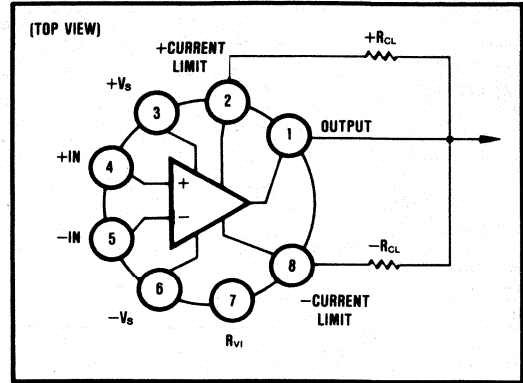 (TOP VIEW)
+CURRENT
LIMIT
+RCL
+Vs
2
3
1
OUTPUT
+IN
4
+
−IN
5
−
8
−RCL
6
7
−CURRENT
LIMIT
−Vs
RVI